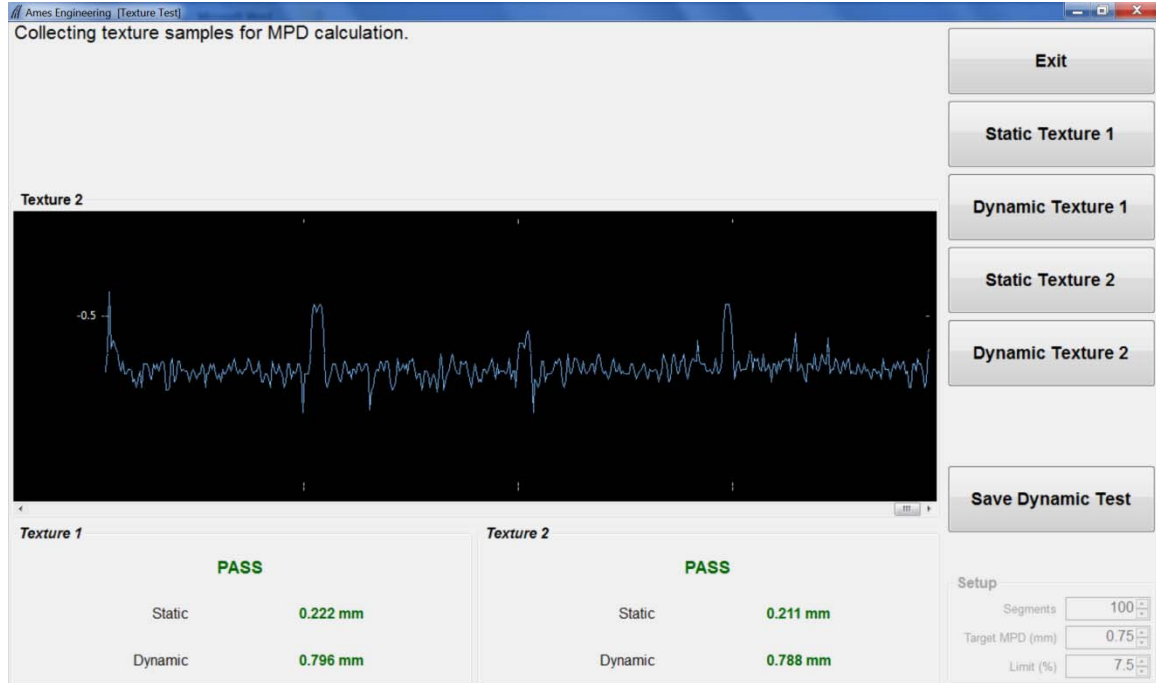 Ames Engineering [Texture Test]
Collecting texture samples for MPD calculation.
Exit
Static Texture 1
Dynamic Texture 1
Static Texture 2
Dynamic Texture 2
Save Dynamic Test
Texture 2
-0.5
Texture 1
PASS
Static 0.222 mm
Dynamic 0.796 mm
Texture 2
PASS
Static 0.211 mm
Dynamic 0.788 mm
Setup
Segments 100
Target MPD (mm) 0.75
Limit (%) 7.5